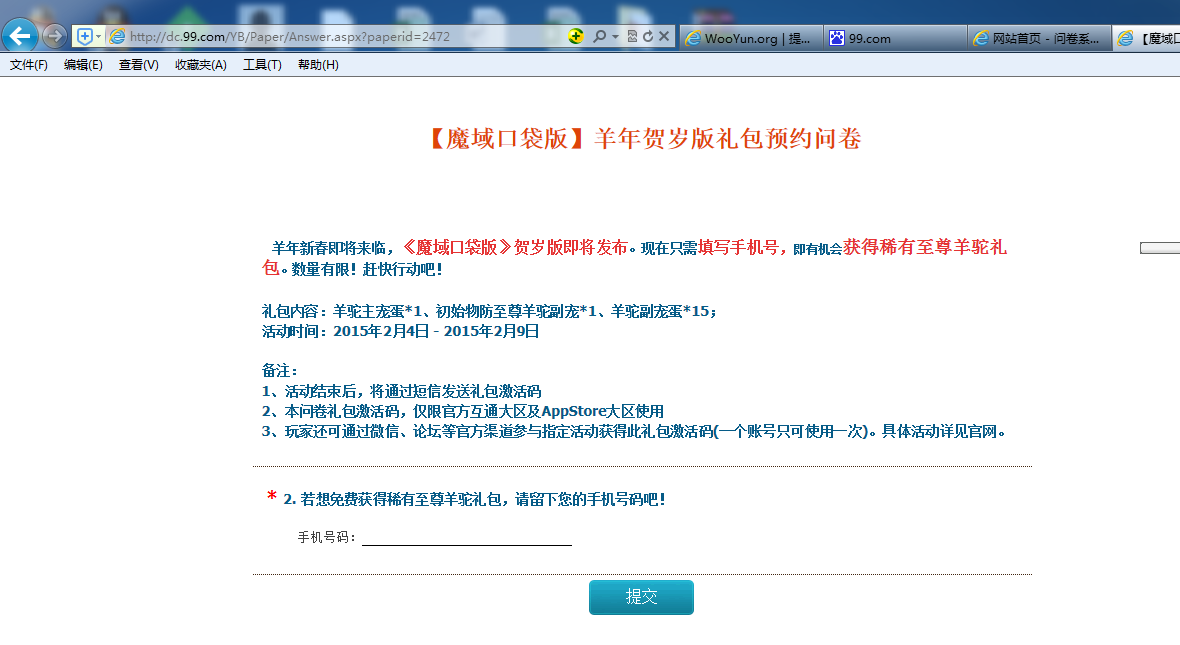 http://dc.99.com/YB/Paper/Answer.aspx?paperid=2472
WooYun.org | 提...
99.com
网站首页 - 问卷系...
【魔域口
文件(F) 编辑(E) 查看(V) 收藏夹(A) 工具(T) 帮助(H)
【魔域口袋版】羊年贺岁版礼包预约问卷
羊年新春即将来临，《魔域口袋版》贺岁版即将发布。现在只需填写手机号，即有机会获得稀有至尊羊驼礼
包。数量有限！赶快行动吧！
礼包内容：羊驼主宠蛋*1、初始物防至尊羊驼副宠*1、羊驼副宠蛋*15；
活动时间：2015年2月4日 - 2015年2月9日
备注：
1、活动结束后，将通过短信发送礼包激活码
2、本问卷礼包激活码，仅限官方互通大区及AppStore大区使用
3、玩家还可通过微信、论坛等官方渠道参与指定活动获得此礼包激活码(一个账号只可使用一次)。具体活动详见官网。
* 2. 若想免费获得稀有至尊羊驼礼包，请留下您的手机号码吧！
手机号码：
提交